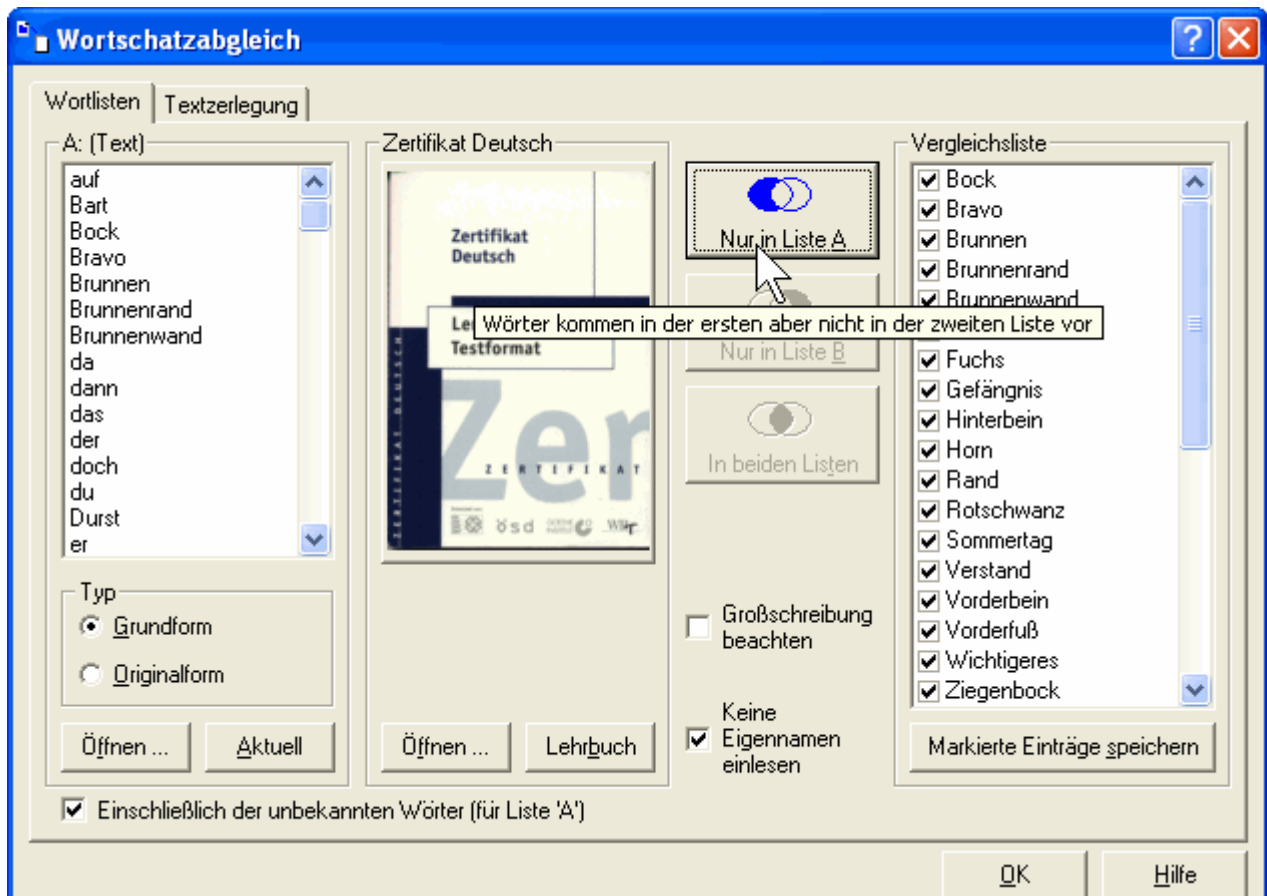 Wortschatzabgleich
Wortlisten
Textzerlegung
A: (Text)
auf
Bart
Bock
Bravo
Brunnen
Brunnenrand
Brunnenwand
da
dann
das
der
doch
du
Durst
er
Typ
Grundform
Originalform
Öffnen ...
Aktuell
Zertifikat Deutsch
Zertifikat
Deutsch
Testformat
Zer
ZERTIFIKAT
ZERTIFIKAT DEUTSCH
ösd
Öffnen ...
Lehrbuch
Nur in Liste A
Wörter kommen in der ersten aber nicht in der zweiten Liste vor
Nur in Liste B
In beiden Listen
Großschreibung
beachten
Keine
Eigennamen
einlesen
Vergleichsliste
Bock
Bravo
Brunnen
Brunnenrand
Brunnenwand
Fuchs
Gefängnis
Hinterbein
Horn
Rand
Rotschwanz
Sommertag
Verstand
Vorderbein
Vorderfuß
Wichtigeres
Ziegenbock
Markierte Einträge speichern
Einschließlich der unbekannten Wörter (für Liste 'A')
OK
Hilfe